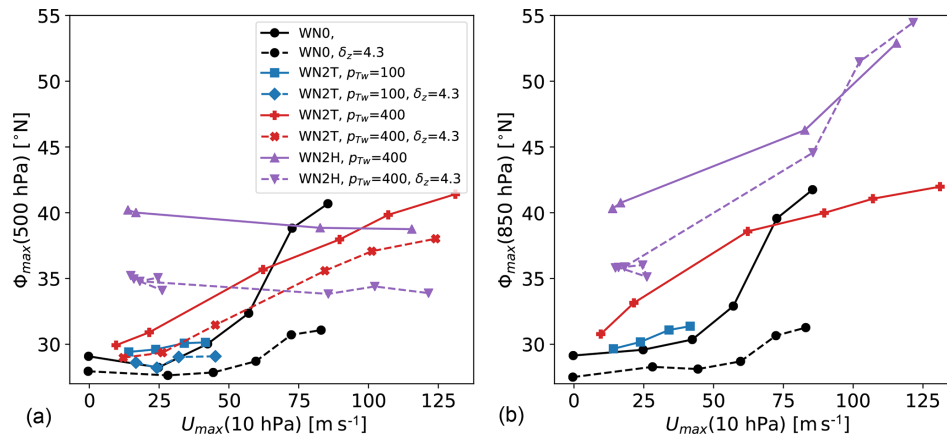 55
50
45
40
35
30
Φmax(500 hPa) [°N]
0 25 50 75 100 125
Umax(10 hPa) [m s⁻¹]
(a)
WN0,
WN0, δz=4.3
WN2T, pTw=100
WN2T, pTw=100, δz=4.3
WN2T, pTw=400
WN2T, pTw=400, δz=4.3
WN2H, pTw=400
WN2H, pTw=400, δz=4.3
55
50
45
40
35
30
Φmax(850 hPa) [°N]
0 25 50 75 100 125
Umax(10 hPa) [m s⁻¹]
(b)